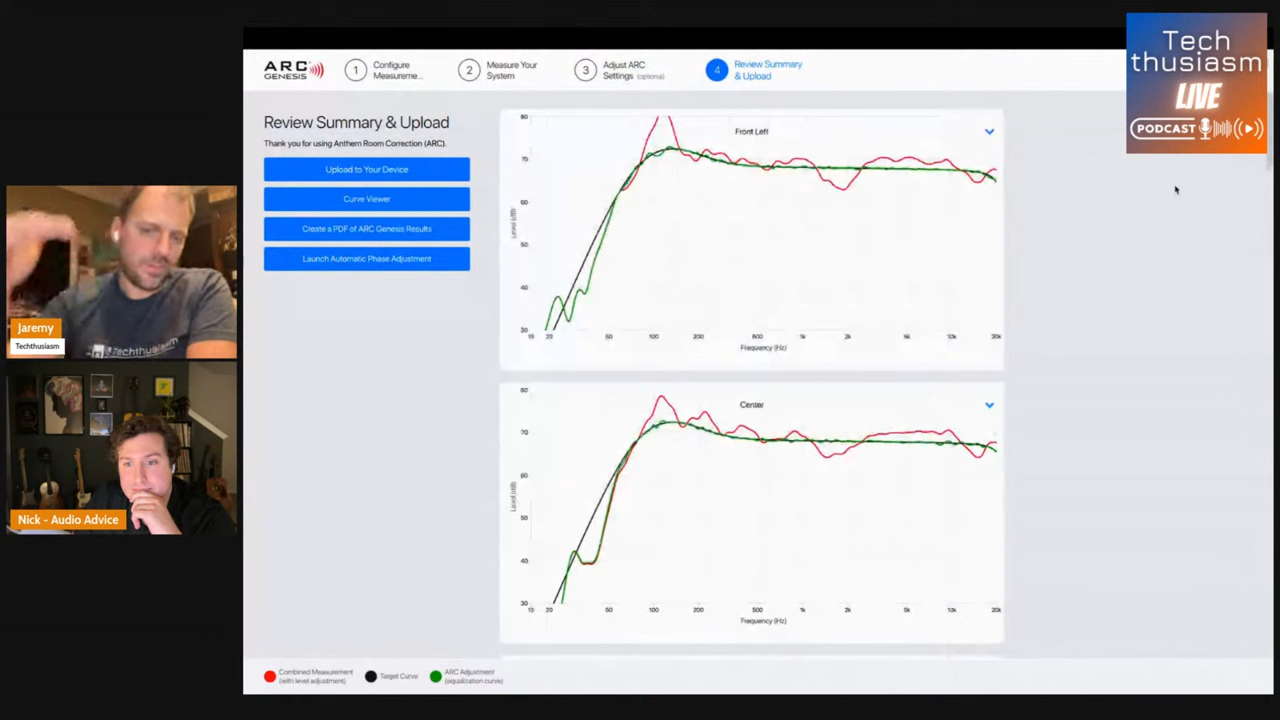 ARC
GENESIS
1
Configure
Measureme...
2
Measure Your
System
3
Adjust ARC
Settings (optional)
4
Review Summary
& Upload
Tech
thusiasm
LIVE
PODCAST
Review Summary & Upload
Thank you for using Anthem Room Correction (ARC).
Upload to Your Device
Curve Viewer
Create a PDF of ARC Genesis Results
Launch Automatic Phase Adjustment
Front Left
80
70
60
50
40
30
Level (dB)
15 20 50 100 200 500 1k 2k 5k 10k 20k
Frequency (Hz)
Center
80
70
60
50
40
30
Level (dB)
15 20 50 100 200 500 1k 2k 5k 10k 20k
Frequency (Hz)
Jaremy
Techthusiasm
Techthusiasm
Nick - Audio Advice
Combined Measurement
(with level adjustment)
Target Curve
ARC Adjustment
(equalization curve)